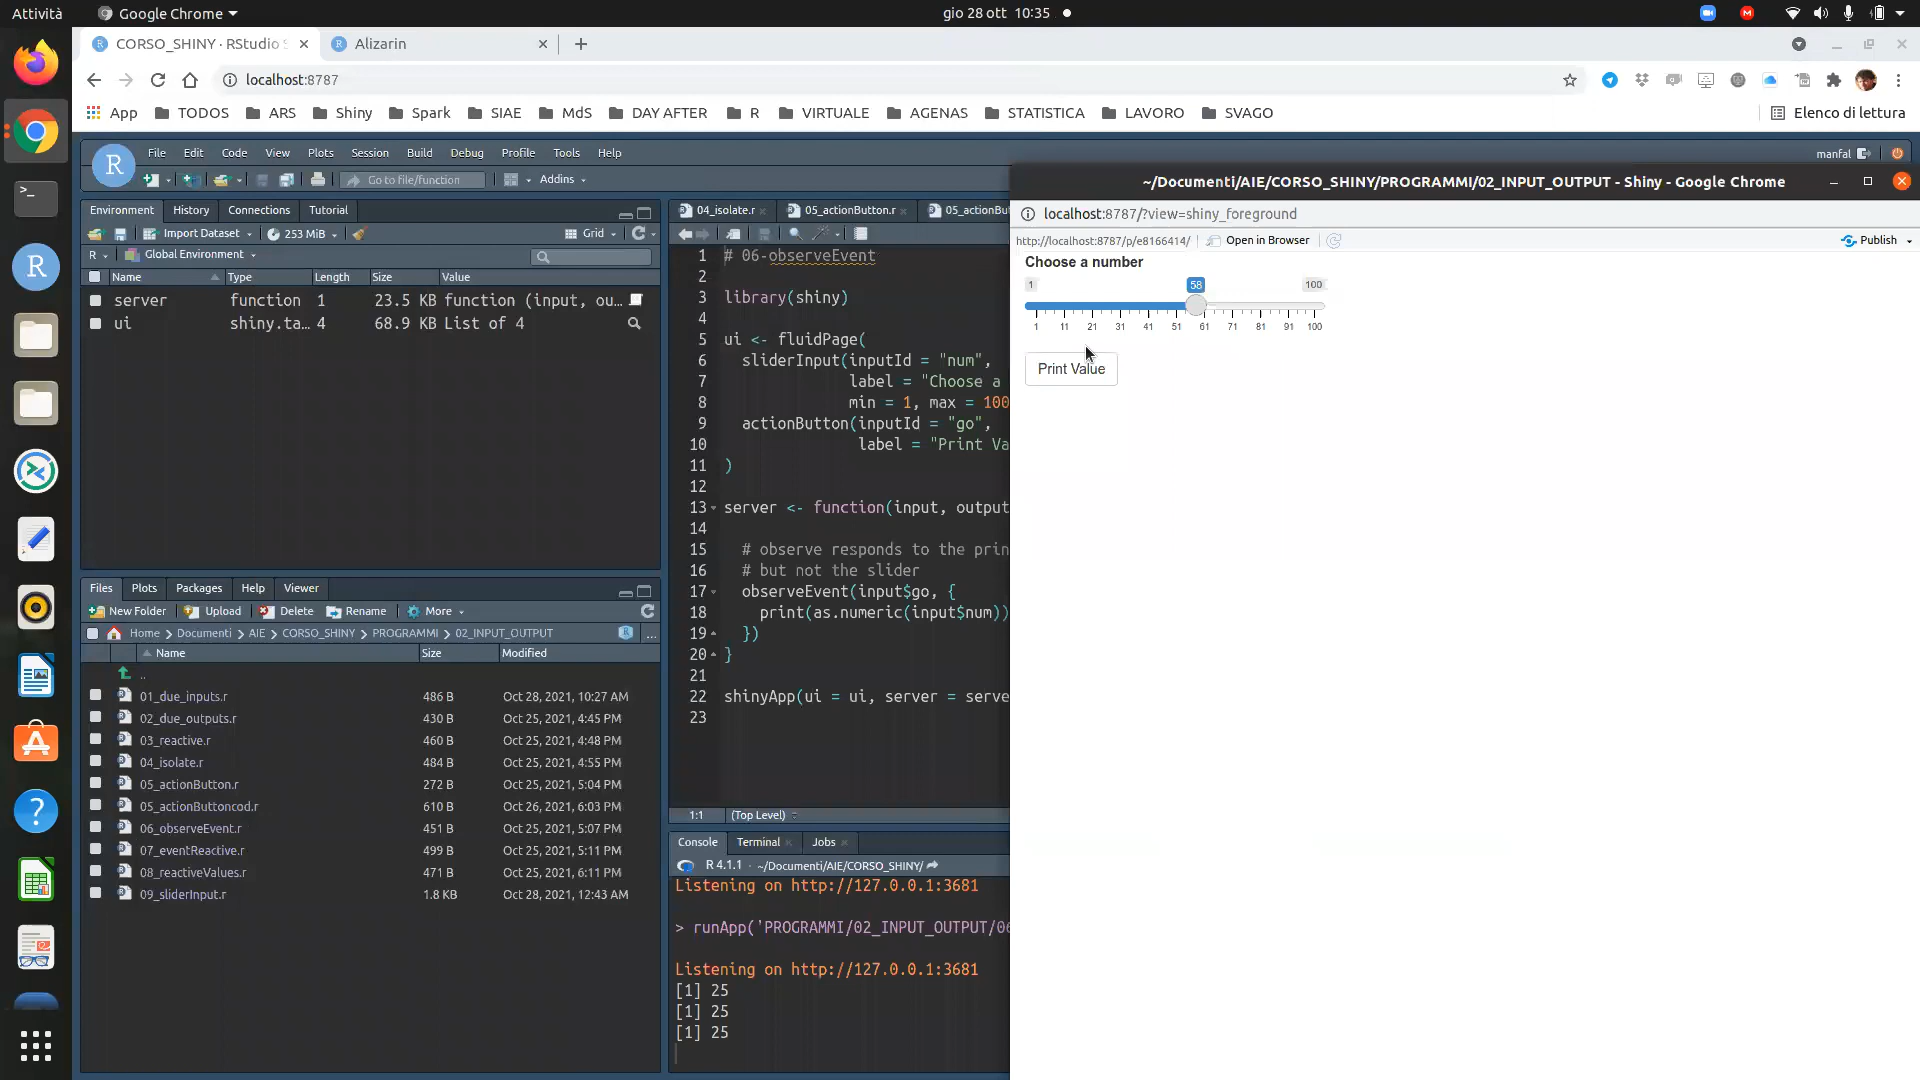 Attività
Google Chrome
gio 28 ott 10:35
CORSO_SHINY · RStudio S
Alizarin
localhost:8787
App
TODOS
ARS
Shiny
Spark
SIAE
MdS
DAY AFTER
R
VIRTUALE
AGENAS
STATISTICA
LAVORO
SVAGO
Elenco di lettura
R
File Edit Code View Plots Session Build Debug Profile Tools Help
manfal
Go to file/function
Addins
Environment History Connections Tutorial
Import Dataset
253 MiB
Grid
R
Global Environment
Name Type Length Size Value
server function 1 23.5 KB function (input, ou…
ui shiny.ta… 4 68.9 KB List of 4
Files Plots Packages Help Viewer
New Folder Upload Delete Rename More
Home Documenti AIE CORSO_SHINY PROGRAMMI 02_INPUT_OUTPUT
...
Name Size Modified
..
01_due_inputs.r 486 B Oct 28, 2021, 10:27 AM
02_due_outputs.r 430 B Oct 25, 2021, 4:45 PM
03_reactive.r 460 B Oct 25, 2021, 4:48 PM
04_isolate.r 484 B Oct 25, 2021, 4:55 PM
05_actionButton.r 272 B Oct 25, 2021, 5:04 PM
05_actionButtoncod.r 610 B Oct 26, 2021, 6:03 PM
06_observeEvent.r 451 B Oct 25, 2021, 5:07 PM
07_eventReactive.r 499 B Oct 25, 2021, 5:11 PM
08_reactiveValues.r 471 B Oct 25, 2021, 6:11 PM
09_sliderInput.r 1.8 KB Oct 28, 2021, 12:43 AM
04_isolate.r 05_actionButton.r 05_actionBut
1 # 06-observeEvent
2
3 library(shiny)
4
5 ui <- fluidPage(
6 sliderInput(inputId = "num",
7 label = "Choose a
8 min = 1, max = 100
9 actionButton(inputId = "go",
10 label = "Print Va
11 )
12
13 server <- function(input, output
14
15 # observe responds to the prin
16 # but not the slider
17 observeEvent(input$go, {
18 print(as.numeric(input$num))
19 })
20 }
21
22 shinyApp(ui = ui, server = serve
23
1:1 (Top Level)
Console Terminal Jobs
R 4.1.1 · ~/Documenti/AIE/CORSO_SHINY/
Listening on http://127.0.0.1:3681
> runApp('PROGRAMMI/02_INPUT_OUTPUT/06
Listening on http://127.0.0.1:3681
[1] 25
[1] 25
[1] 25
~/Documenti/AIE/CORSO_SHINY/PROGRAMMI/02_INPUT_OUTPUT - Shiny - Google Chrome
localhost:8787/?view=shiny_foreground
http://localhost:8787/p/e8166414/
Open in Browser
Publish
Choose a number
1 58 100
1 11 21 31 41 51 61 71 81 91 100
Print Value